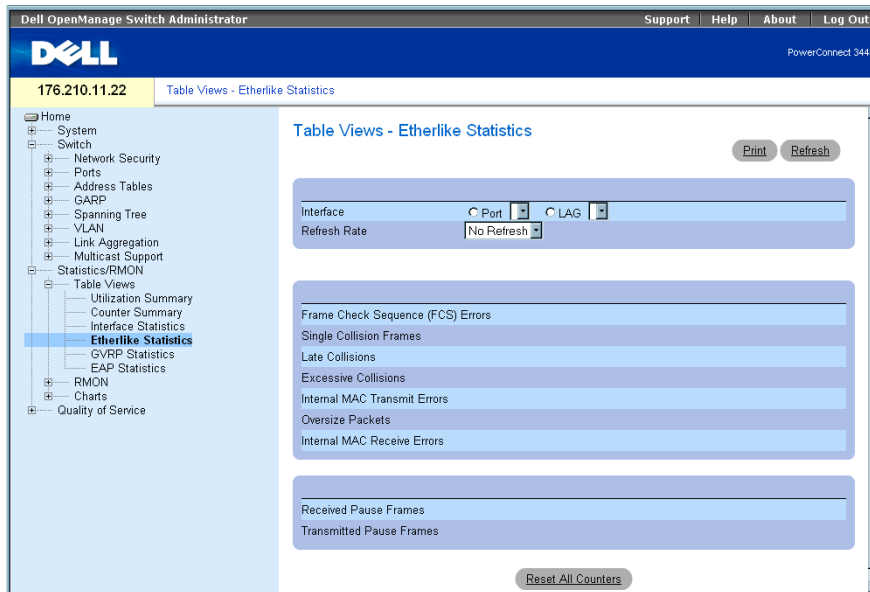 Dell OpenManage Switch Administrator
Support Help About Log Out
DELL
PowerConnect 344
176.210.11.22
Table Views - Etherlike Statistics
Home
System
Switch
Network Security
Ports
Address Tables
GARP
Spanning Tree
VLAN
Link Aggregation
Multicast Support
Statistics/RMON
Table Views
Utilization Summary
Counter Summary
Interface Statistics
Etherlike Statistics
GVRP Statistics
EAP Statistics
RMON
Charts
Quality of Service
Table Views - Etherlike Statistics
Print Refresh
Interface Port LAG
Refresh Rate No Refresh
Frame Check Sequence (FCS) Errors
Single Collision Frames
Late Collisions
Excessive Collisions
Internal MAC Transmit Errors
Oversize Packets
Internal MAC Receive Errors
Received Pause Frames
Transmitted Pause Frames
Reset All Counters